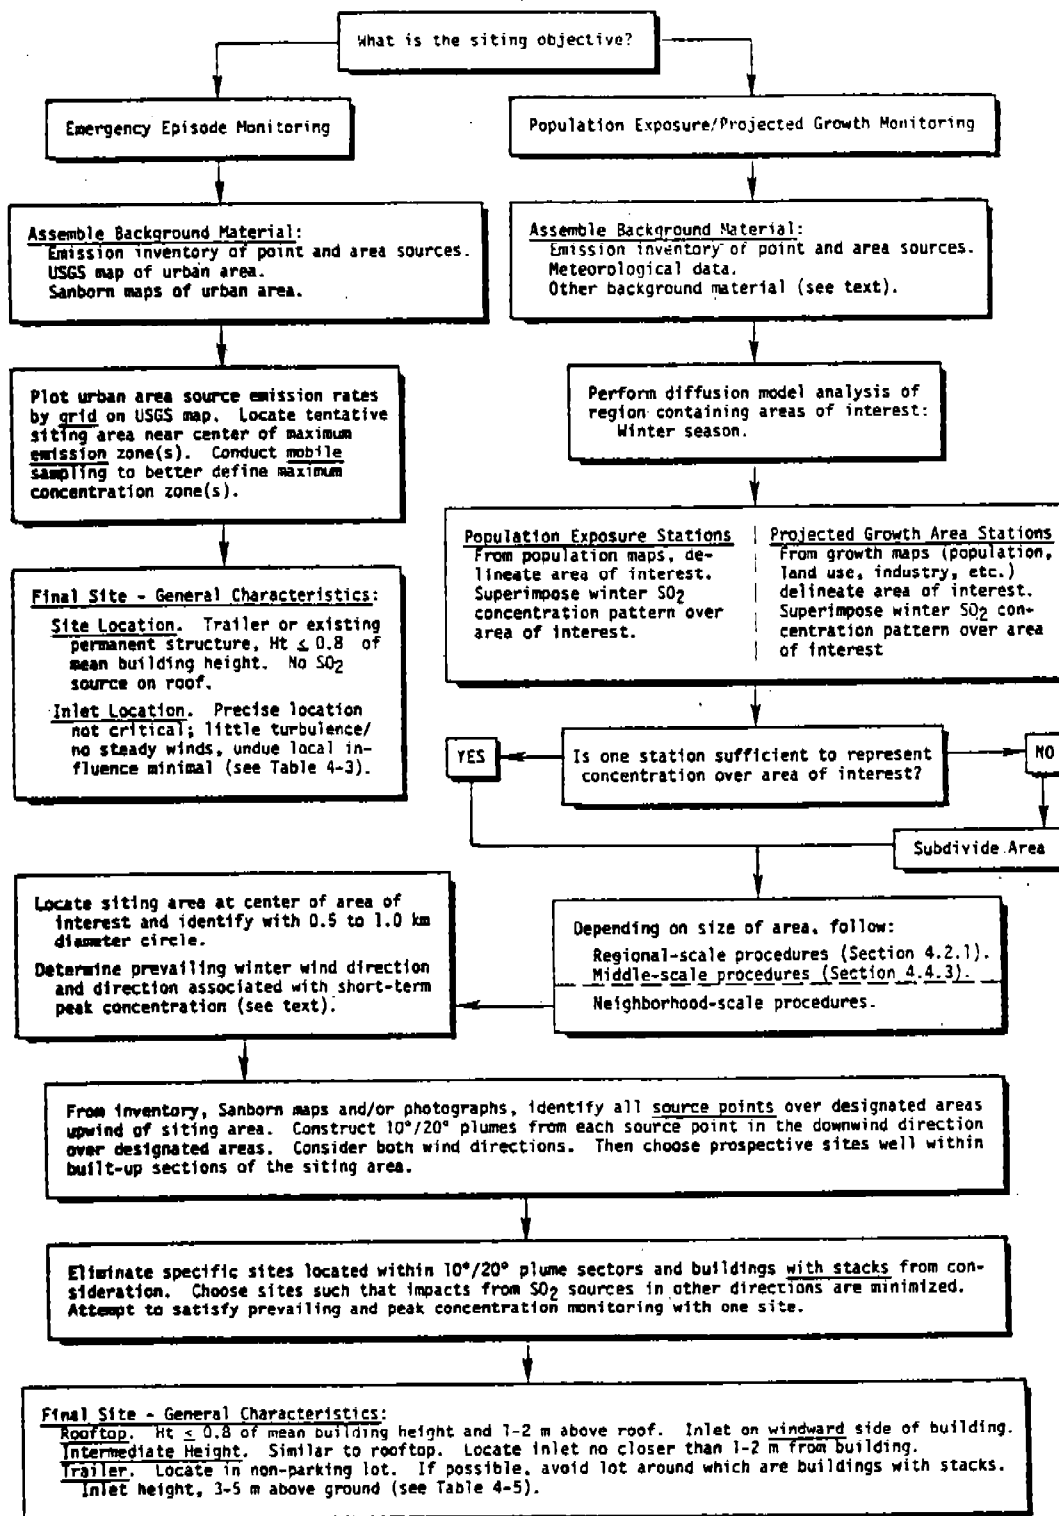 What is the siting objective?
Emergency Episode Monitoring
Population Exposure/Projected Growth Monitoring
Assemble Background Material:
Emission inventory of point and area sources.
USGS map of urban area.
Sanborn maps of urban area.
Assemble Background Material:
Emission inventory of point and area sources.
Meteorological data.
Other background material (see text).
Plot urban area source emission rates
by grid on USGS map. Locate tentative
siting area near center of maximum
emission zone(s). Conduct mobile
sampling to better define maximum
concentration zone(s).
Perform diffusion model analysis of
region containing areas of interest:
Winter season.
Population Exposure Stations
From population maps, de-
lineate area of interest.
Superimpose winter SO2
concentration pattern over
area of interest.
Projected Growth Area Stations
From growth maps (population,
land use, industry, etc.)
delineate area of interest.
Superimpose winter SO2 con-
centration pattern over area
of interest
Final Site - General Characteristics:
Site Location. Trailer or existing
permanent structure, Ht ≤ 0.8 of
mean building height. No SO2
source on roof.
Inlet Location. Precise location
not critical; little turbulence/
no steady winds, undue local in-
fluence minimal (see Table 4-3).
YES
Is one station sufficient to represent
concentration over area of interest?
NO
Subdivide Area
Locate siting area at center of area of
interest and identify with 0.5 to 1.0 km
diameter circle.
Determine prevailing winter wind direction
and direction associated with short-term
peak concentration (see text).
Depending on size of area, follow:
Regional-scale procedures (Section 4.2.1).
Middle-scale procedures (Section 4.4.3).
Neighborhood-scale procedures.
From inventory, Sanborn maps and/or photographs, identify all source points over designated areas
upwind of siting area. Construct 10°/20° plumes from each source point in the downwind direction
over designated areas. Consider both wind directions. Then choose prospective sites well within
built-up sections of the siting area.
Eliminate specific sites located within 10°/20° plume sectors and buildings with stacks from con-
sideration. Choose sites such that impacts from SO2 sources in other directions are minimized.
Attempt to satisfy prevailing and peak concentration monitoring with one site.
Final Site - General Characteristics:
Rooftop. Ht ≤ 0.8 of mean building height and 1-2 m above roof. Inlet on windward side of building.
Intermediate Height. Similar to rooftop. Locate inlet no closer than 1-2 m from building.
Trailer. Locate in non-parking lot. If possible, avoid lot around which are buildings with stacks.
Inlet height, 3-5 m above ground (see Table 4-5).